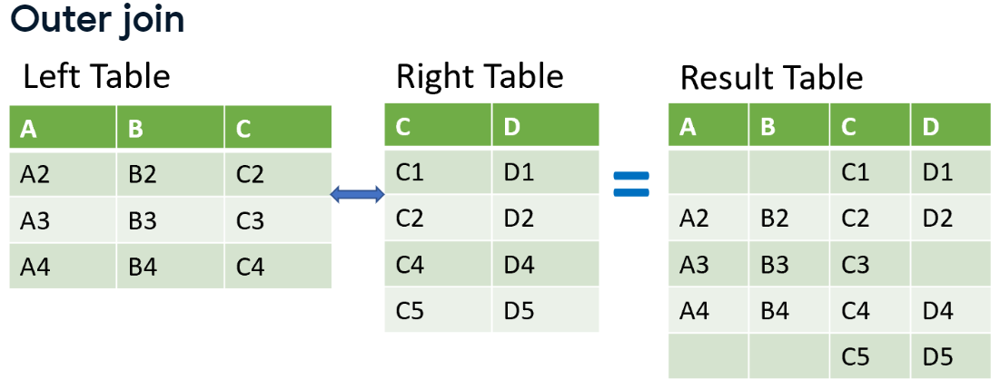 Outer join
Left Table
A B C
A2 B2 C2
A3 B3 C3
A4 B4 C4
Right Table
C D
C1 D1
C2 D2
C4 D4
C5 D5
=
Result Table
A B C D
C1 D1
A2 B2 C2 D2
A3 B3 C3
A4 B4 C4 D4
C5 D5